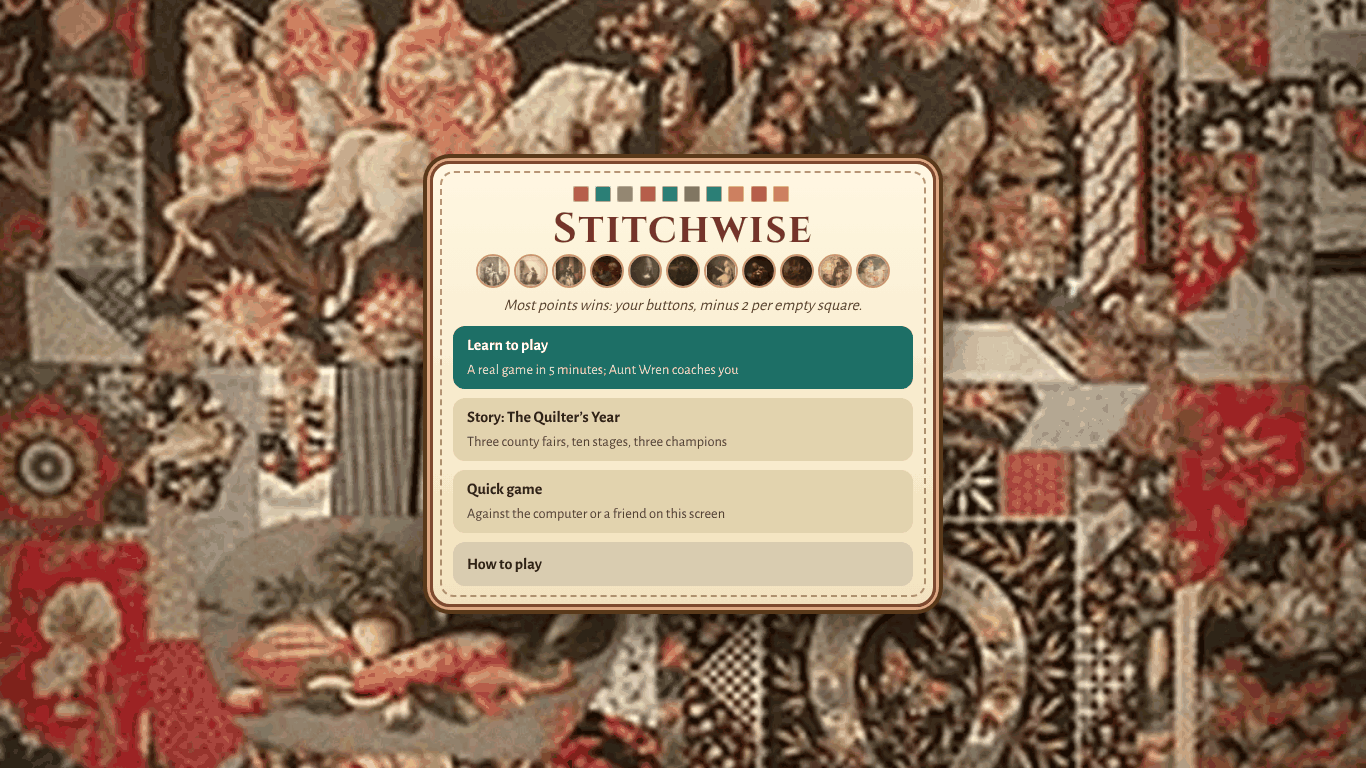 Stitchwise
Most points wins: your buttons, minus 2 per empty square.
Learn to play
A real game in 5 minutes; Aunt Wren coaches you
Story: The Quilter's Year
Three county fairs, ten stages, three champions
Quick game
Against the computer or a friend on this screen
How to play